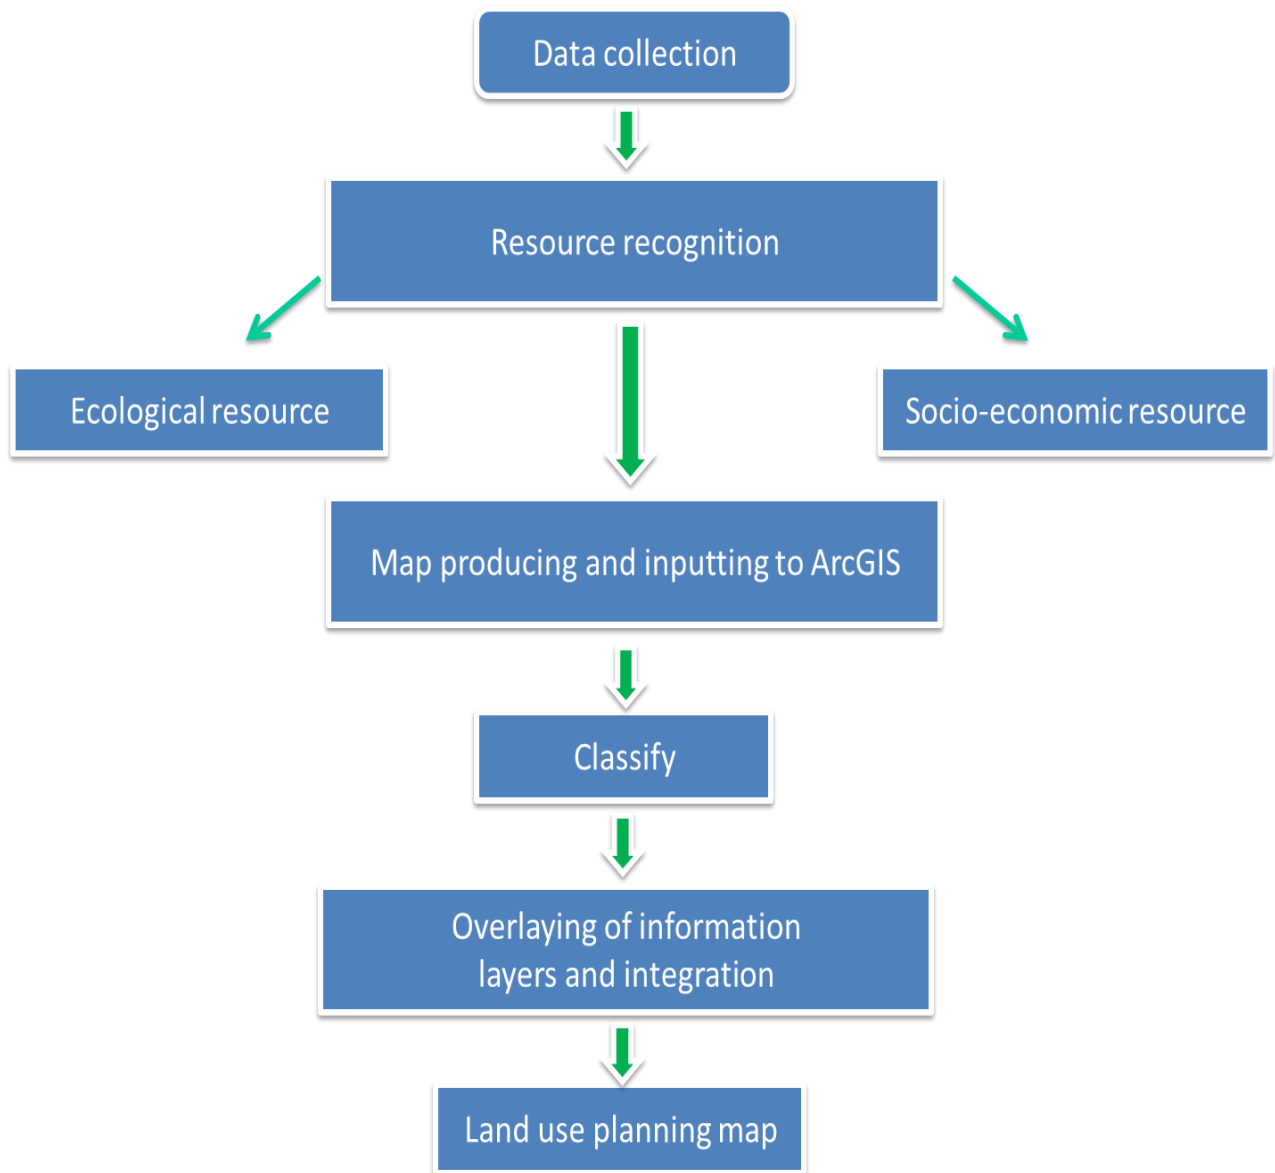 Data collection
Resource recognition
Ecological resource
Socio-economic resource
Map producing and inputting to ArcGIS
Classify
Overlaying of information
layers and integration
Land use planning map